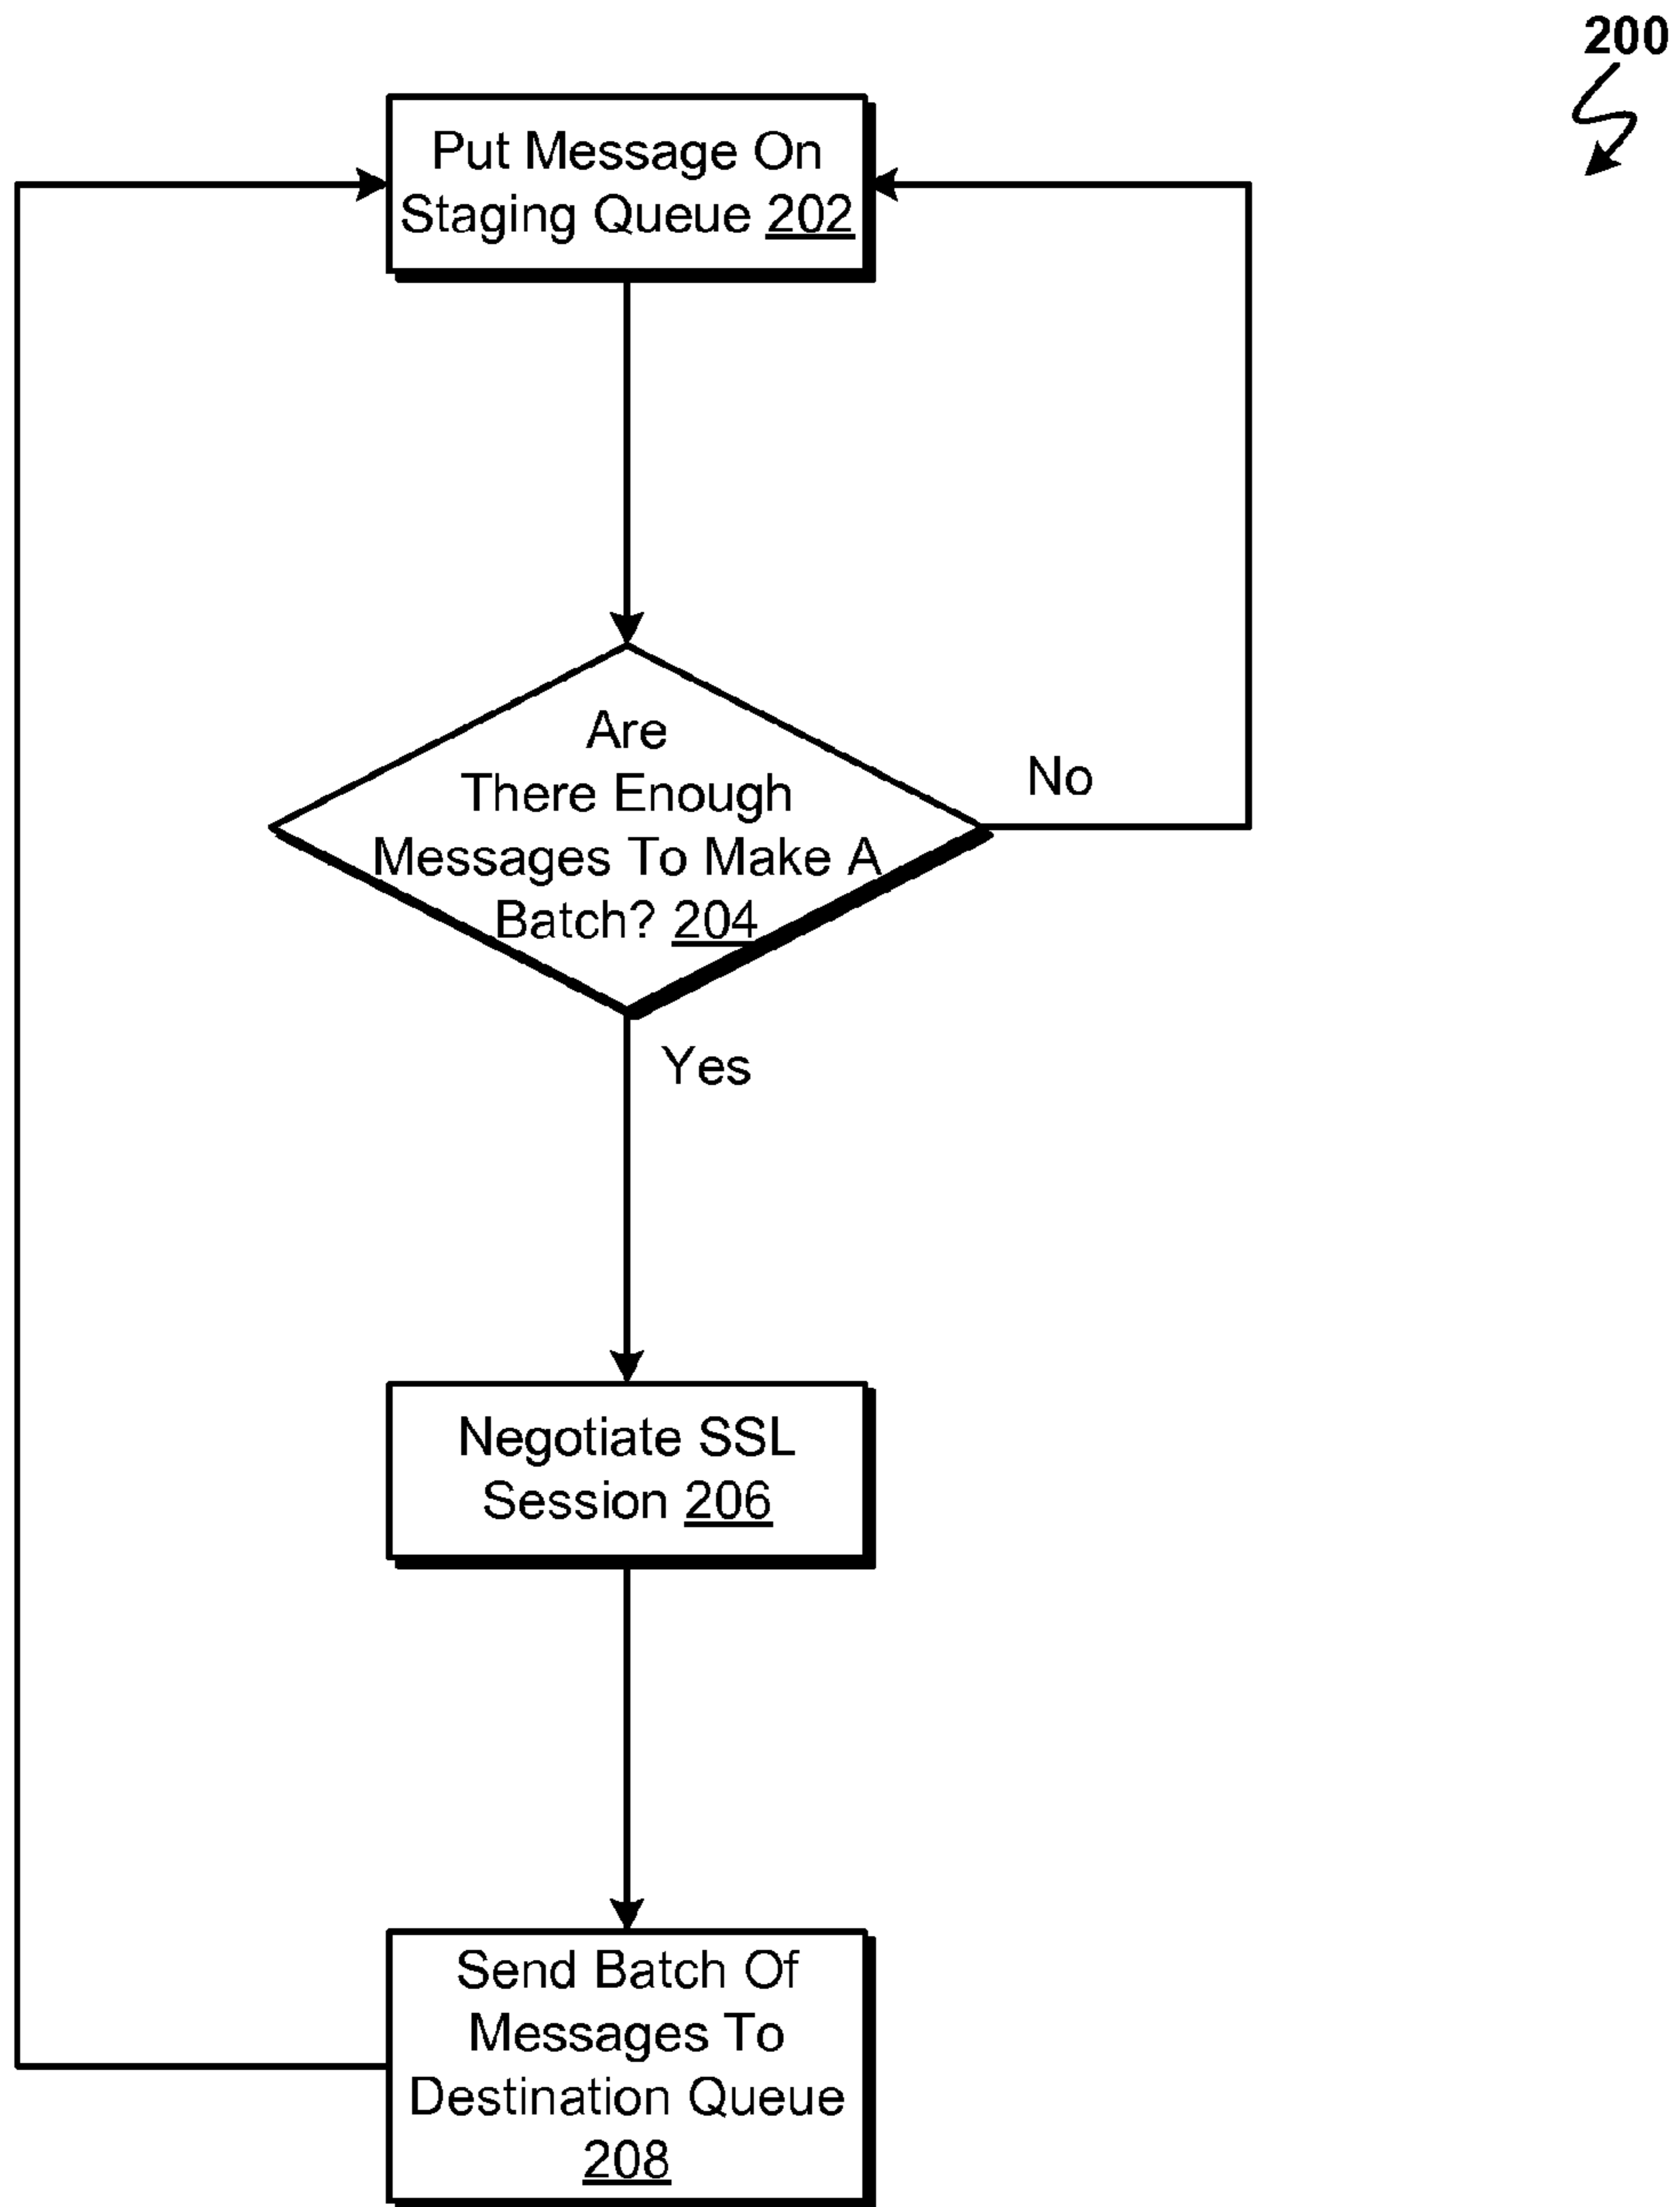 200
Put Message On
Staging Queue 202
Are
There Enough
Messages To Make A
Batch? 204
No
Yes
Negotiate SSL
Session 206
Send Batch Of
Messages To
Destination Queue
208